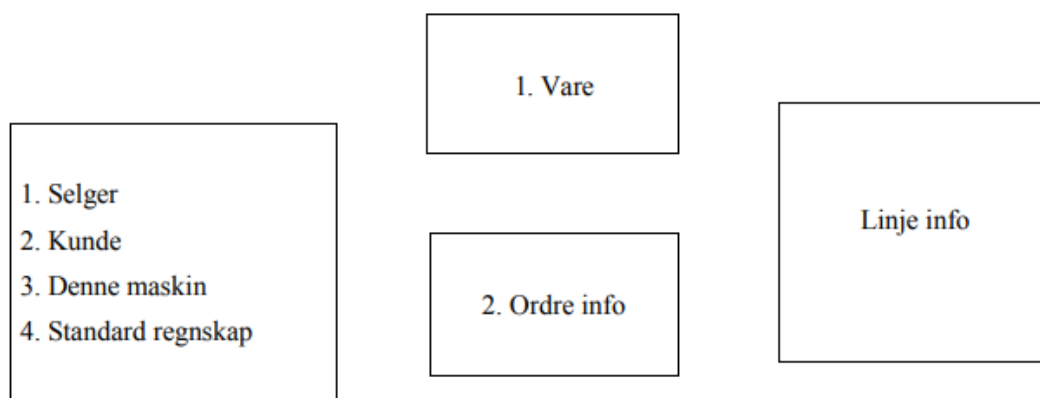 1. Vare
1. Selger
2. Kunde
3. Denne maskin
4. Standard regnskap
2. Ordre info
Linje info